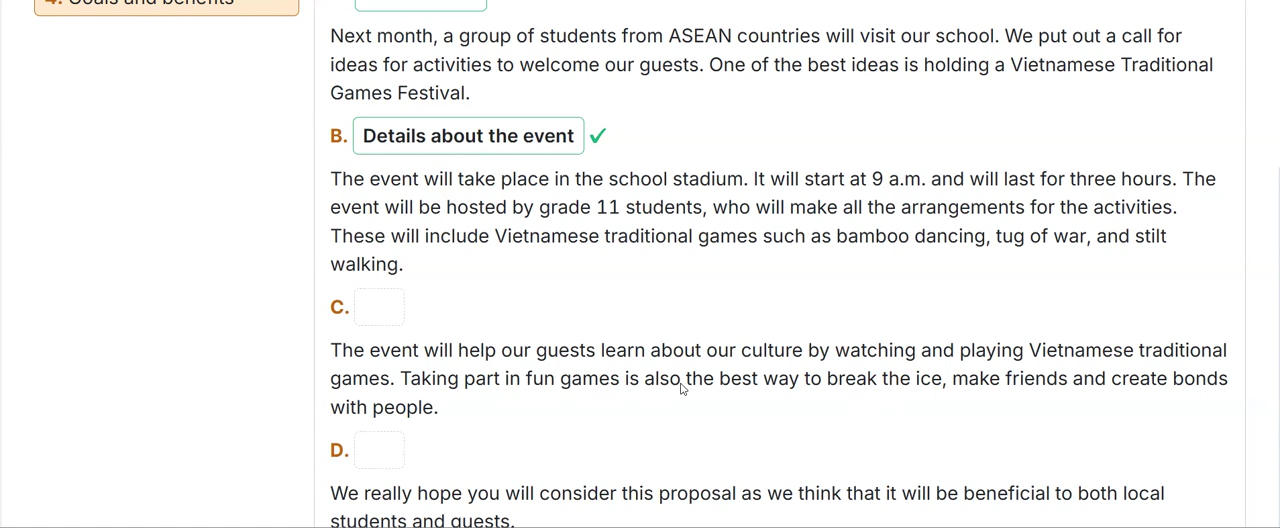 4. Goals and benefits
Next month, a group of students from ASEAN countries will visit our school. We put out a call for
ideas for activities to welcome our guests. One of the best ideas is holding a Vietnamese Traditional
Games Festival.
B. Details about the event
The event will take place in the school stadium. It will start at 9 a.m. and will last for three hours. The
event will be hosted by grade 11 students, who will make all the arrangements for the activities.
These will include Vietnamese traditional games such as bamboo dancing, tug of war, and stilt
walking.
C.
The event will help our guests learn about our culture by watching and playing Vietnamese traditional
games. Taking part in fun games is also the best way to break the ice, make friends and create bonds
with people.
D.
We really hope you will consider this proposal as we think that it will be beneficial to both local
students and guests.